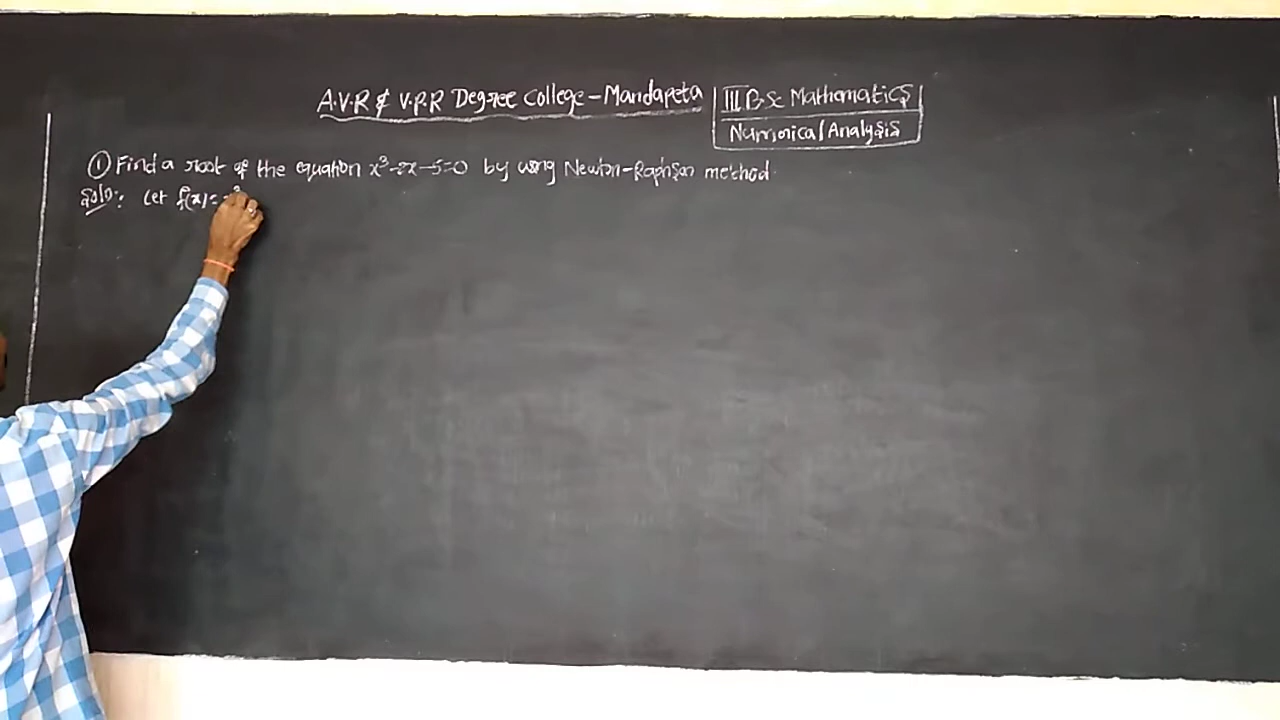 A.V.R & V.P.R Degree College - Mandapeta
III B.Sc Mathematics
Numerical Analysis
① Find a root of the equation x³-2x-5=0 by using Newton-Raphson method.
Soln: Let f(x) = x³